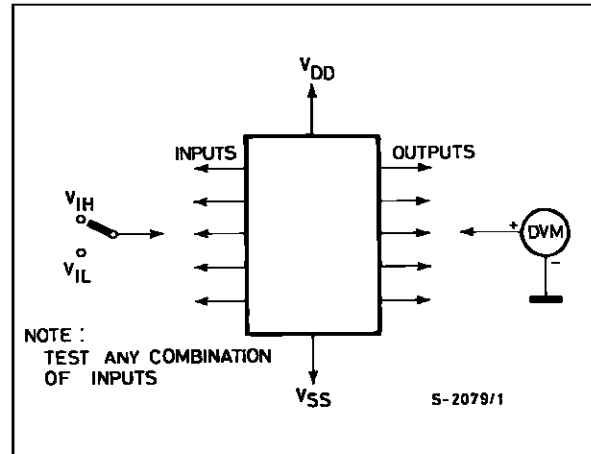 VDD
INPUTS
OUTPUTS
VIH
VIL
+
DVM
-
NOTE :
TEST ANY COMBINATION
OF INPUTS
VSS
S-2079/1